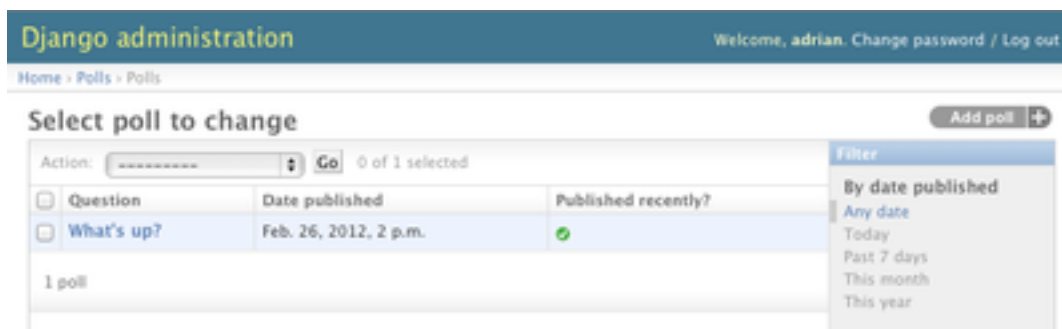 Django administration
Welcome, adrian. Change password / Log out
Home › Polls › Polls
Select poll to change
Add poll +
Action: --------- Go 0 of 1 selected
Question Date published Published recently?
What's up? Feb. 26, 2012, 2 p.m.
1 poll
Filter
By date published
Any date
Today
Past 7 days
This month
This year